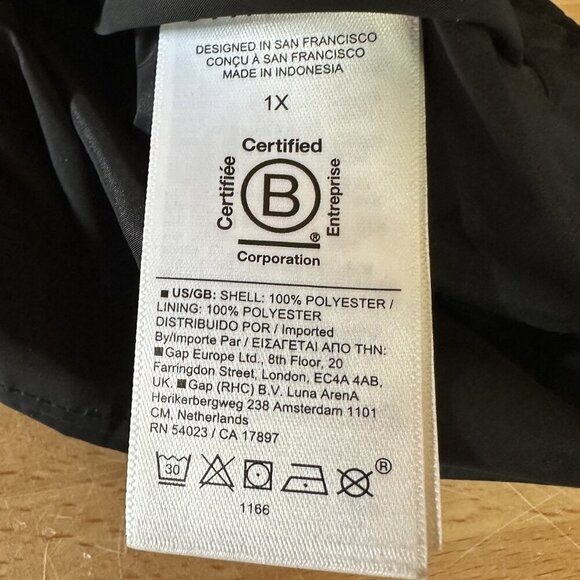 DESIGNED IN SAN FRANCISCO
CONÇU À SAN FRANCISCO
MADE IN INDONESIA
1X
Certified
Certifiée
B
®
Entreprise
Corporation
■ US/GB: SHELL: 100% POLYESTER /
LINING: 100% POLYESTER
DISTRIBUIDO POR / Imported
By/Importe Par / ΕΙΣΑΓΕΤΑΙ ΑΠΟ ΤΗΝ:
■Gap Europe Ltd., 8th Floor, 20
Farringdon Street, London, EC4A 4AB,
UK. ■Gap (RHC) B.V. Luna ArenA
Herikerbergweg 238 Amsterdam 1101
CM, Netherlands
RN 54023 / CA 17897
30
®
1166